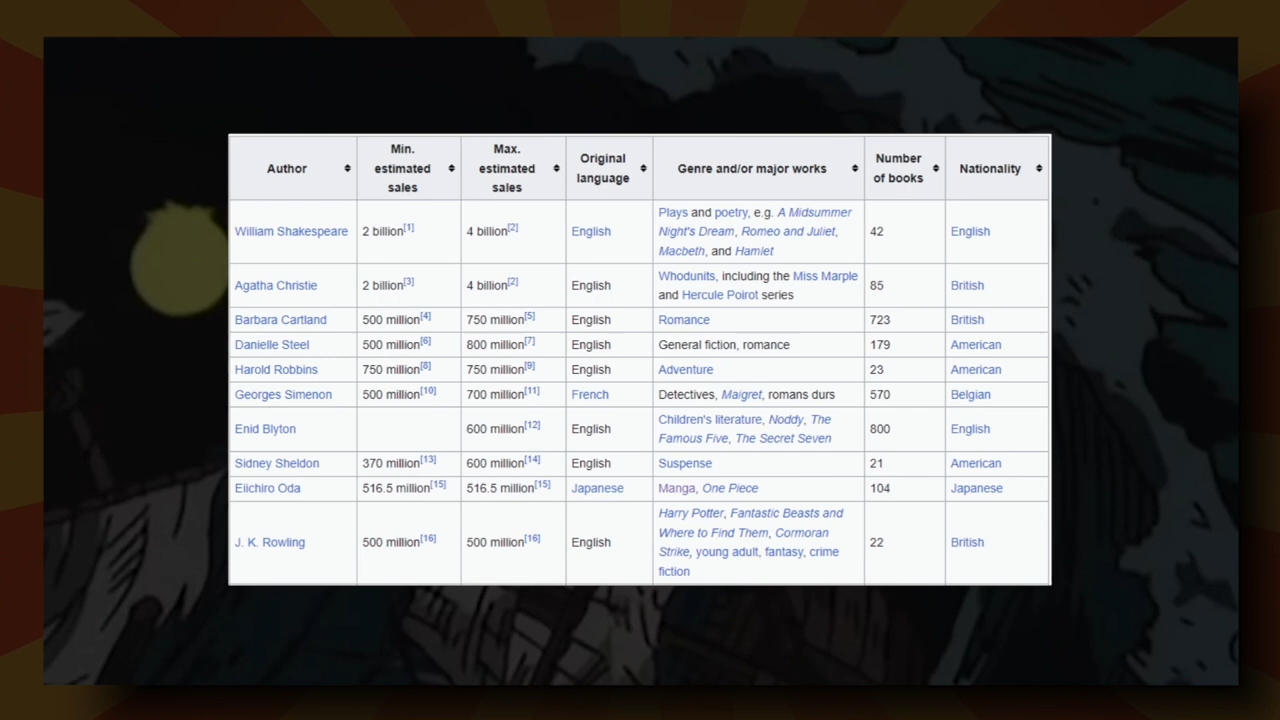 Author Min. estimated sales Max. estimated sales Original language Genre and/or major works Number of books Nationality
William Shakespeare 2 billion[1] 4 billion[2] English Plays and poetry, e.g. A Midsummer Night's Dream, Romeo and Juliet, Macbeth, and Hamlet 42 English
Agatha Christie 2 billion[3] 4 billion[2] English Whodunits, including the Miss Marple and Hercule Poirot series 85 British
Barbara Cartland 500 million[4] 750 million[5] English Romance 723 British
Danielle Steel 500 million[6] 800 million[7] English General fiction, romance 179 American
Harold Robbins 750 million[8] 750 million[9] English Adventure 23 American
Georges Simenon 500 million[10] 700 million[11] French Detectives, Maigret, romans durs 570 Belgian
Enid Blyton 600 million[12] English Children's literature, Noddy, The Famous Five, The Secret Seven 800 English
Sidney Sheldon 370 million[13] 600 million[14] English Suspense 21 American
Eiichiro Oda 516.5 million[15] 516.5 million[15] Japanese Manga, One Piece 104 Japanese
J. K. Rowling 500 million[16] 500 million[16] English Harry Potter, Fantastic Beasts and Where to Find Them, Cormoran Strike, young adult, fantasy, crime fiction 22 British